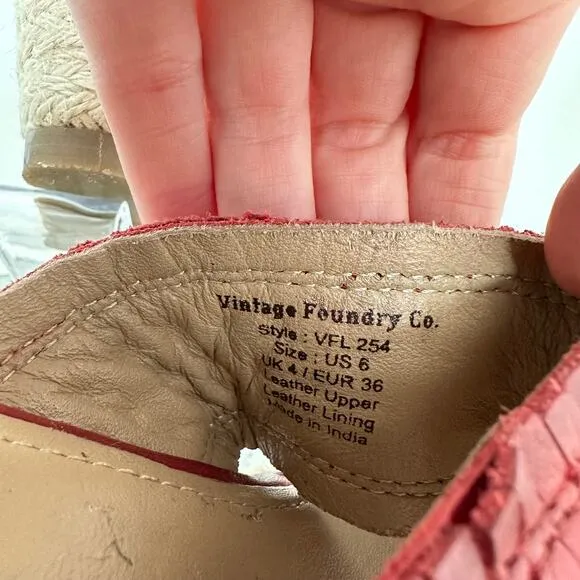 Vintage Foundry Co.
Style : VFL 254
Size : US 6
UK 4 / EUR 36
Leather Upper
Leather Lining
Made in India